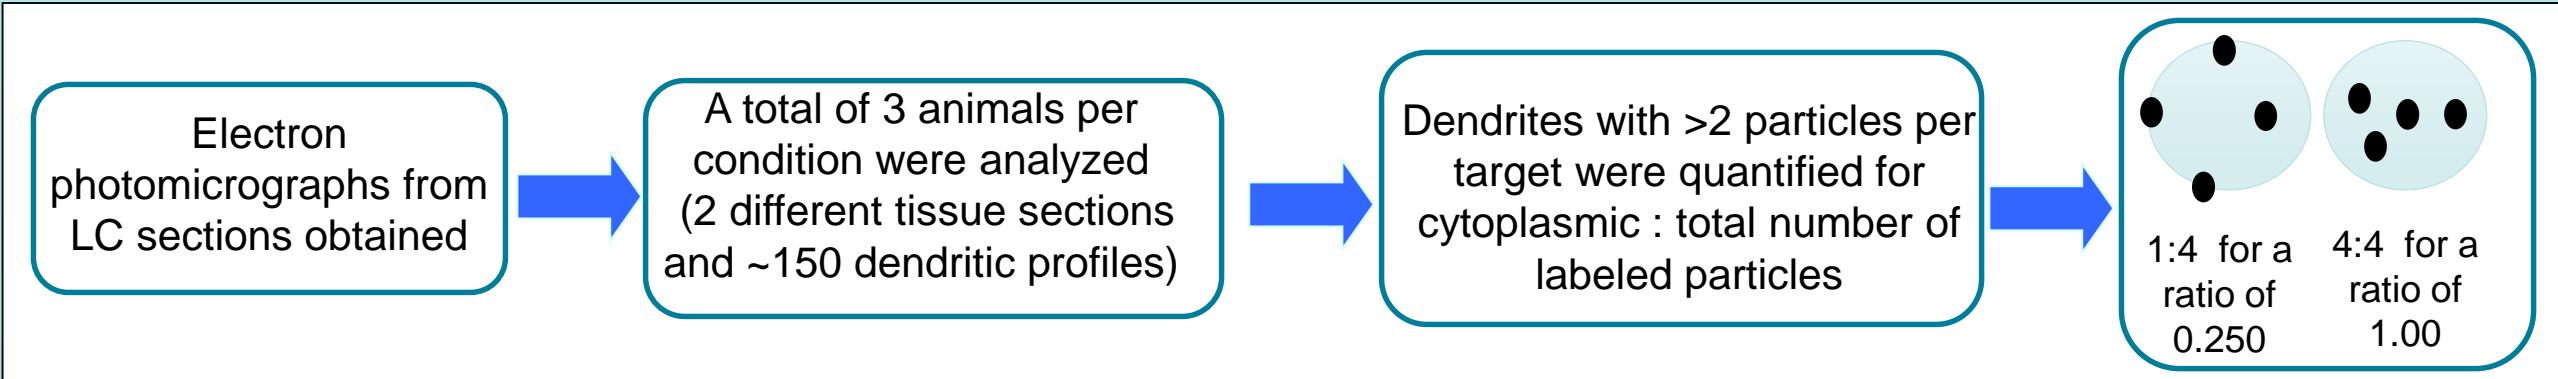 Electron
photomicrographs from
LC sections obtained
A total of 3 animals per
condition were analyzed
(2 different tissue sections
and ~150 dendritic profiles)
Dendrites with >2 particles per
target were quantified for
cytoplasmic : total number of
labeled particles
1:4 for a
ratio of
0.250
4:4 for a
ratio of
1.00